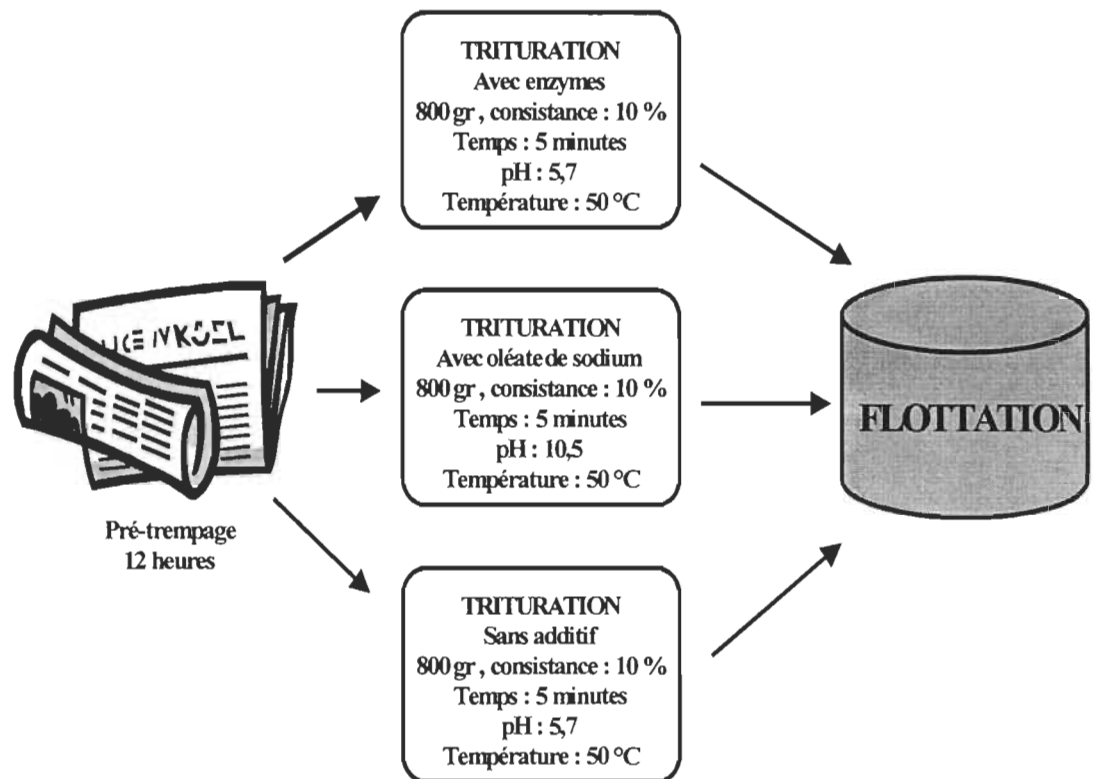 TRITURATION
Avec enzymes
800 gr , consistance : 10 %
Temps : 5 minutes
pH : 5,7
Température : 50 °C
TRITURATION
Avec oléate de sodium
800 gr , consistance : 10 %
Temps : 5 minutes
pH : 10,5
Température : 50 °C
FLOTTATION
Pré-trempage
12 heures
TRITURATION
Sans additif
800 gr , consistance : 10 %
Temps : 5 minutes
pH : 5,7
Température : 50 °C